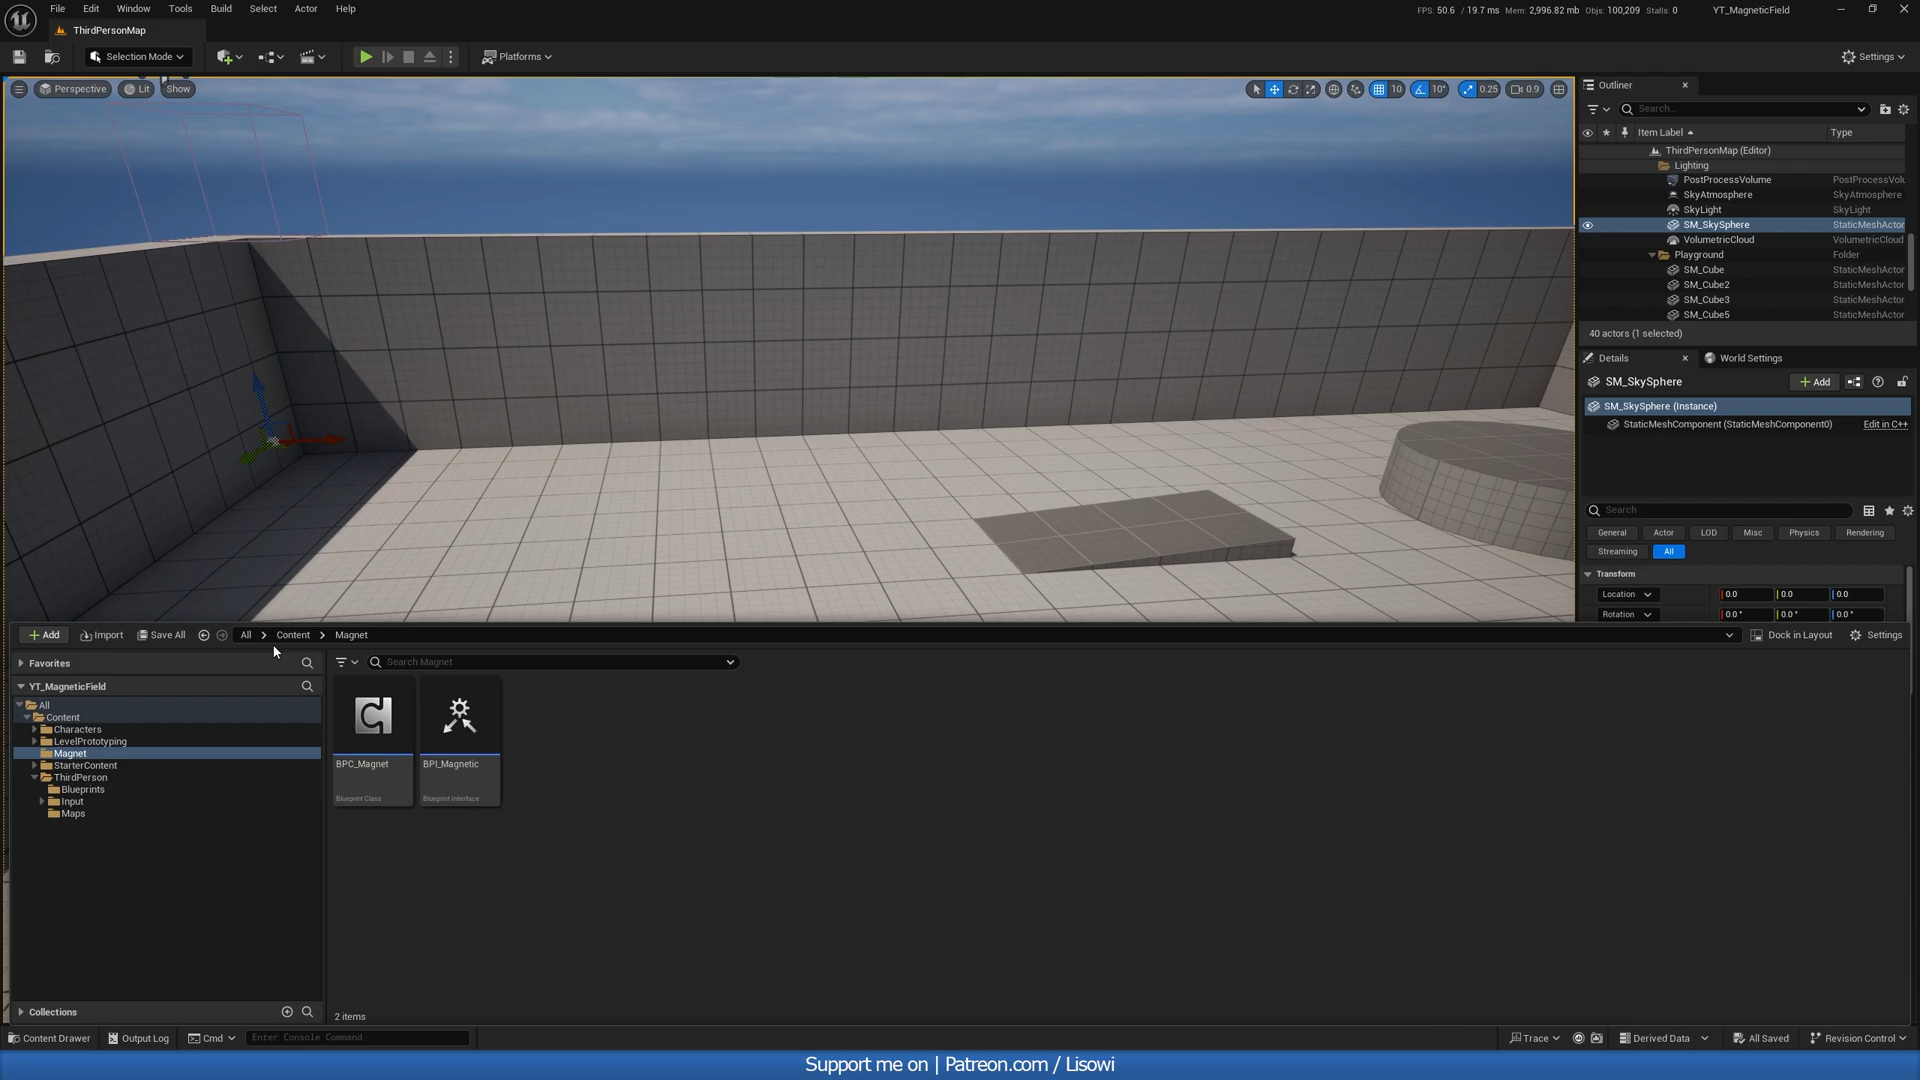 File Edit Window Tools Build Select Actor Help
FPS: 50.6 / 19.7 ms Mem: 2,996.82 mb Objs: 100,209 Stalls: 0
YT_MagneticField
ThirdPersonMap
Selection Mode
Platforms
Settings
Perspective
Lit
Show
10
10°
0.25
0.9
Outliner
Search...
Item Label
Type
ThirdPersonMap (Editor)
Lighting
PostProcessVolume PostProcessVolu
SkyAtmosphere SkyAtmosphere
SkyLight SkyLight
SM_SkySphere StaticMeshActor
VolumetricCloud VolumetricCloud
Playground Folder
SM_Cube StaticMeshActor
SM_Cube2 StaticMeshActor
SM_Cube3 StaticMeshActor
SM_Cube5 StaticMeshActor
40 actors (1 selected)
Details
World Settings
SM_SkySphere
Add
SM_SkySphere (Instance)
StaticMeshComponent (StaticMeshComponent0)
Edit in C++
Search
General Actor LOD Misc Physics Rendering
Streaming All
Transform
Location 0.0 0.0 0.0
Rotation 0.0 ° 0.0 ° 0.0 °
Add
Import
Save All
All
Content
Magnet
Dock in Layout
Settings
Favorites
Search Magnet
YT_MagneticField
All
Content
Characters
LevelPrototyping
Magnet
StarterContent
ThirdPerson
Blueprints
Input
Maps
BPC_Magnet
Blueprint Class
BPI_Magnetic
Blueprint Interface
Collections
2 items
Content Drawer
Output Log
Cmd
Enter Console Command
Trace
Derived Data
All Saved
Revision Control
Support me on | Patreon.com / Lisowi